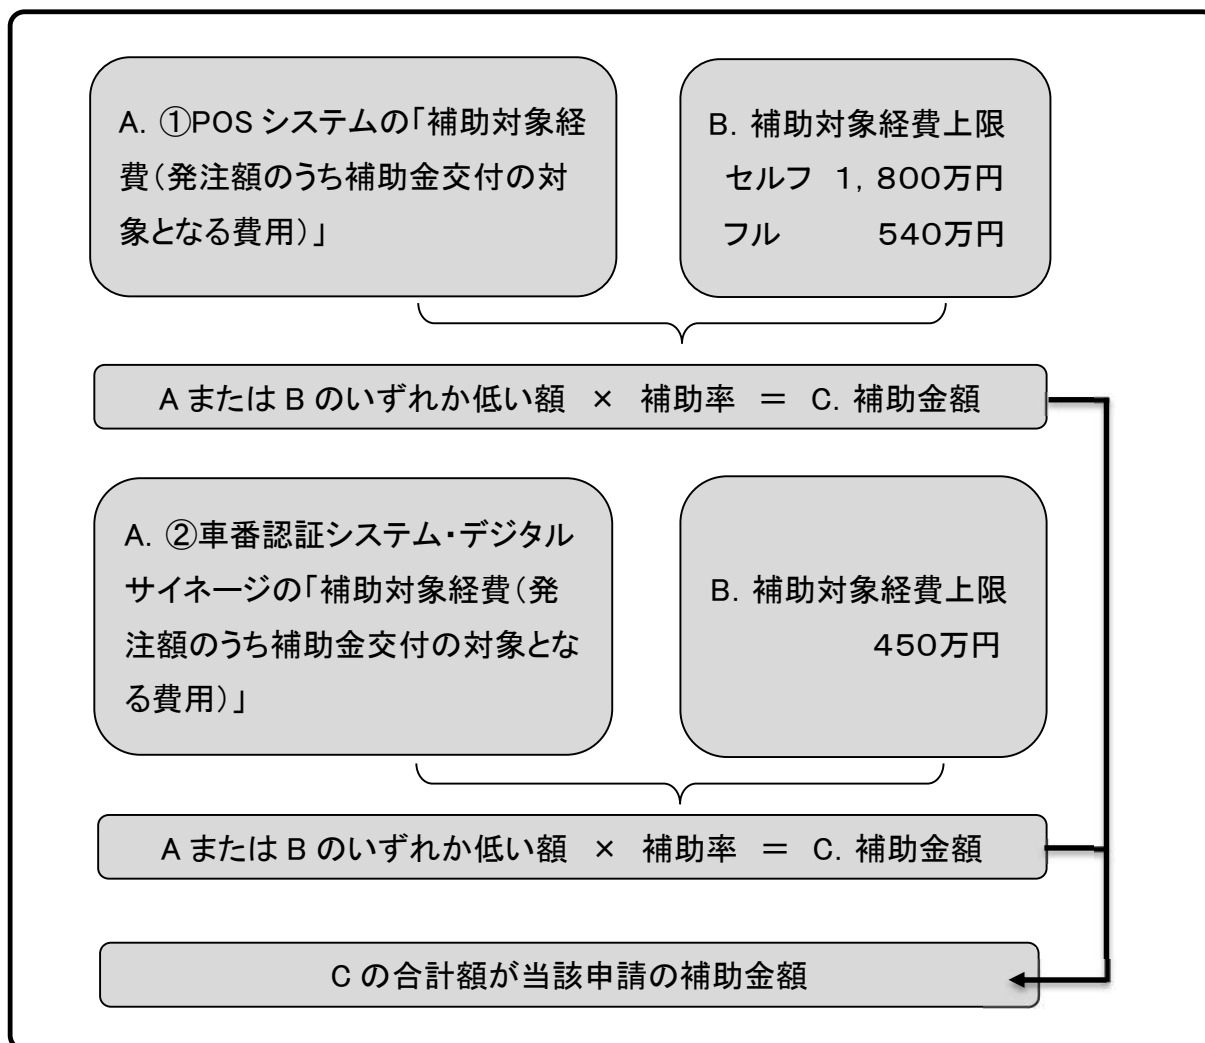 A. ①POS システムの「補助対象経
費（発注額のうち補助金交付の対
象となる費用）」
B. 補助対象経費上限
セルフ １，８００万円
フル ５４０万円
A または B のいずれか低い額 × 補助率 ＝ C. 補助金額
A. ②車番認証システム・デジタル
サイネージの「補助対象経費（発
注額のうち補助金交付の対象とな
る費用）」
B. 補助対象経費上限
４５０万円
A または B のいずれか低い額 × 補助率 ＝ C. 補助金額
C の合計額が当該申請の補助金額